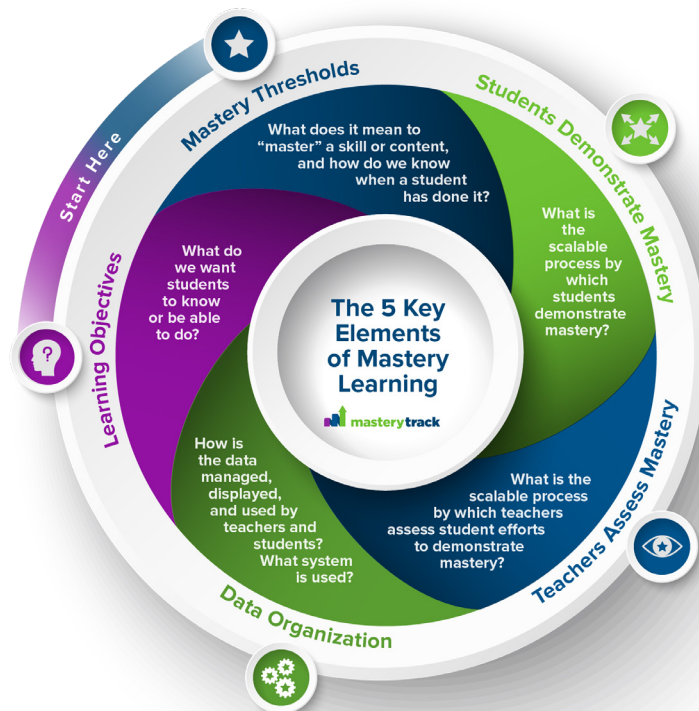 The 5 Key
Elements
of Mastery
Learning
masterytrack
Start Here
Learning Objectives
What do
we want
students
to know
or be able
to do?
Mastery Thresholds
What does it mean to
“master” a skill or content,
and how do we know
when a student
has done it?
Students Demonstrate Mastery
What is
the
scalable
process by
which
students
demonstrate
mastery?
Teachers Assess Mastery
What is the
scalable process
by which teachers
assess student efforts
to demonstrate
mastery?
Data Organization
How is
the data
managed,
displayed,
and used by
teachers and
students?
What system
is used?
?